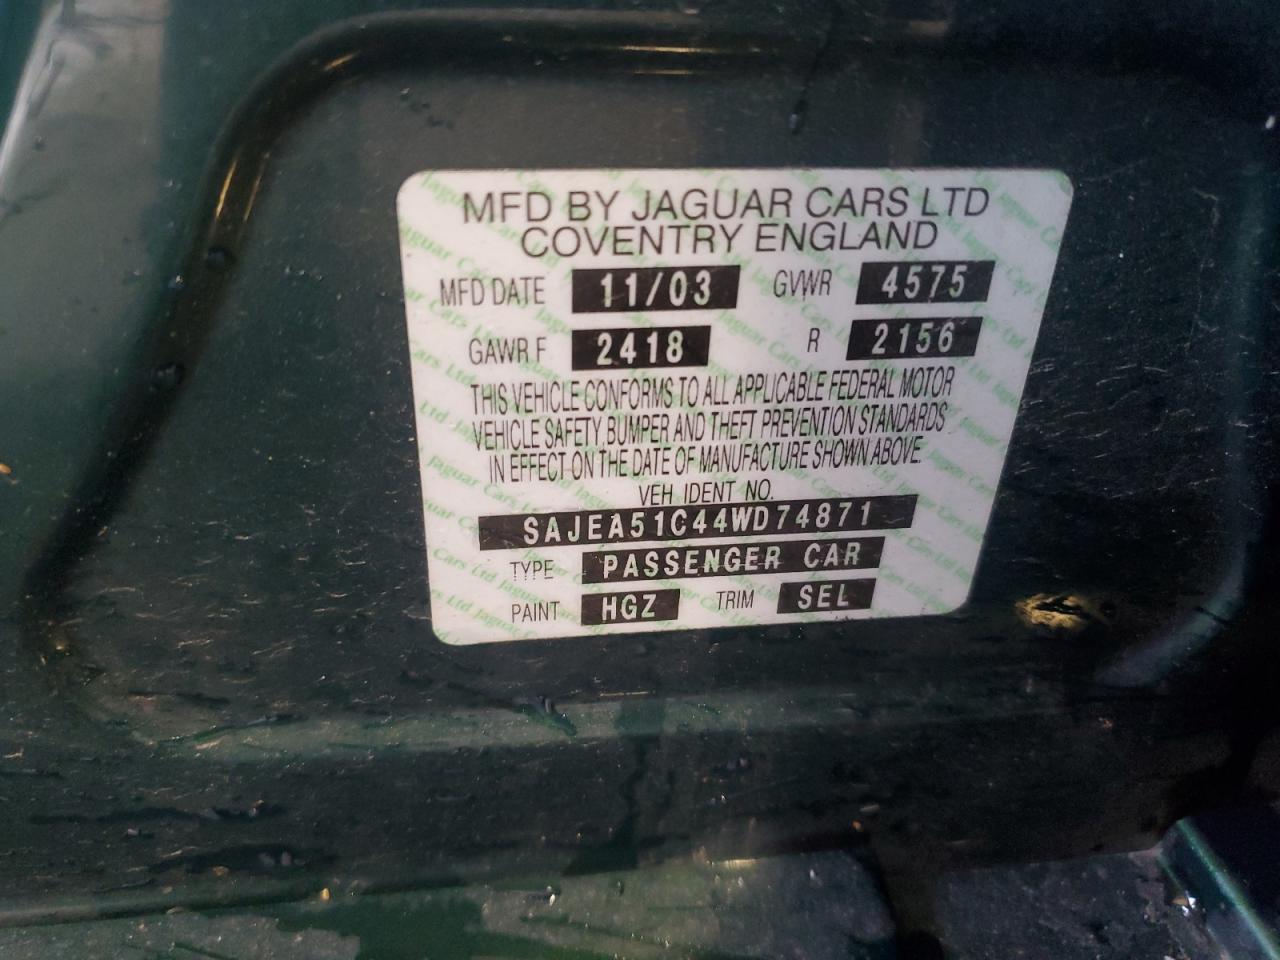 MFD BY JAGUAR CARS LTD
COVENTRY ENGLAND
MFD DATE 11/03 GVWR 4575
GAWR F 2418 R 2156
THIS VEHICLE CONFORMS TO ALL APPLICABLE FEDERAL MOTOR
VEHICLE SAFETY, BUMPER AND THEFT PREVENTION STANDARDS
IN EFFECT ON THE DATE OF MANUFACTURE SHOWN ABOVE.
VEH IDENT NO.
SAJEA51C44WD74871
TYPE PASSENGER CAR
PAINT HGZ TRIM SEL